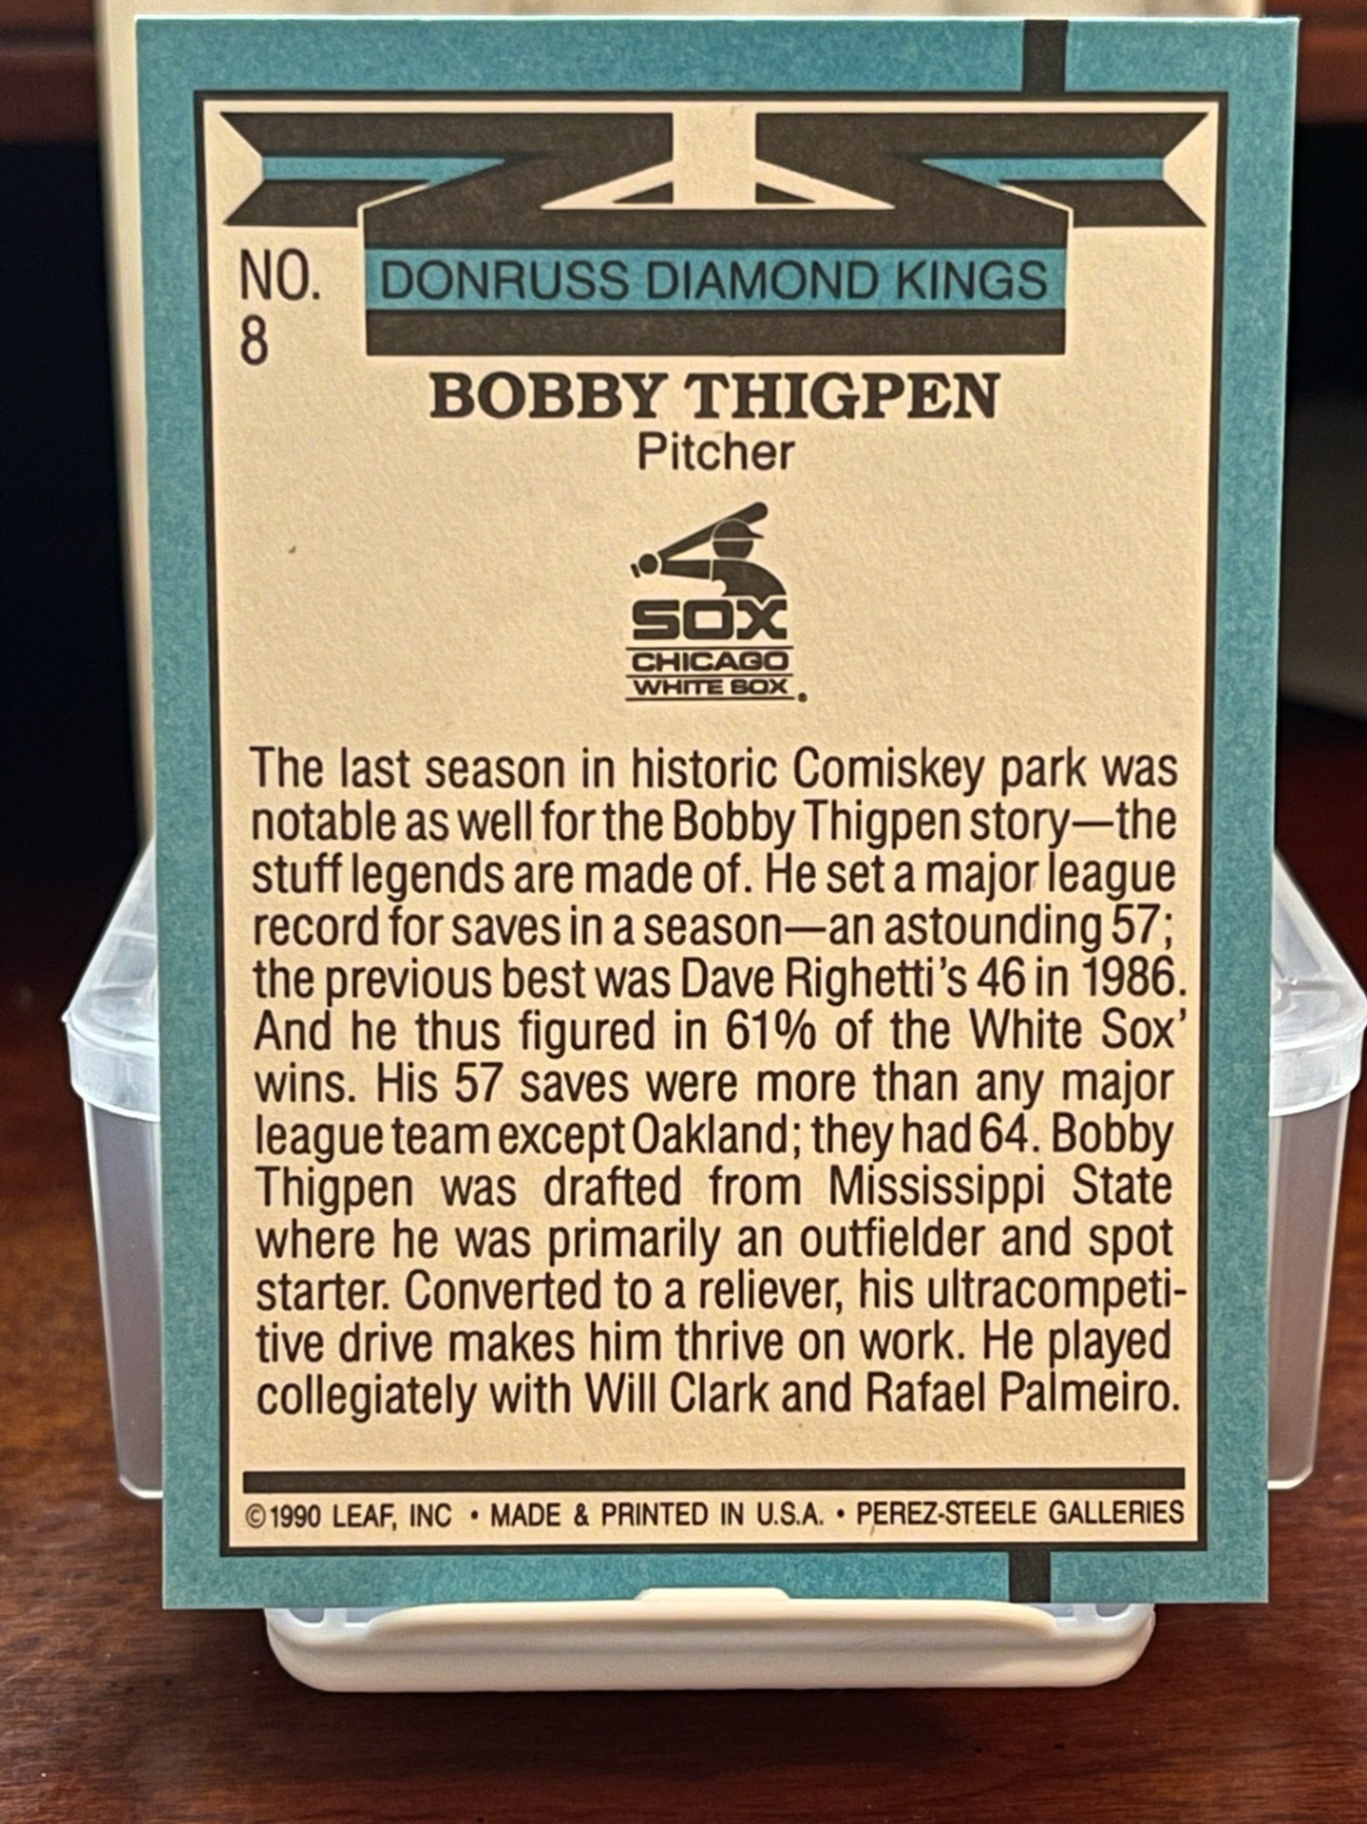 NO.
8
DONRUSS DIAMOND KINGS
BOBBY THIGPEN
Pitcher
SOX
CHICAGO
WHITE SOX
The last season in historic Comiskey park was
notable as well for the Bobby Thigpen story—the
stuff legends are made of. He set a major league
record for saves in a season—an astounding 57;
the previous best was Dave Righetti's 46 in 1986.
And he thus figured in 61% of the White Sox'
wins. His 57 saves were more than any major
league team except Oakland; they had 64. Bobby
Thigpen was drafted from Mississippi State
where he was primarily an outfielder and spot
starter. Converted to a reliever, his ultracompeti-
tive drive makes him thrive on work. He played
collegiately with Will Clark and Rafael Palmeiro.
©1990 LEAF, INC • MADE & PRINTED IN U.S.A. • PEREZ-STEELE GALLERIES